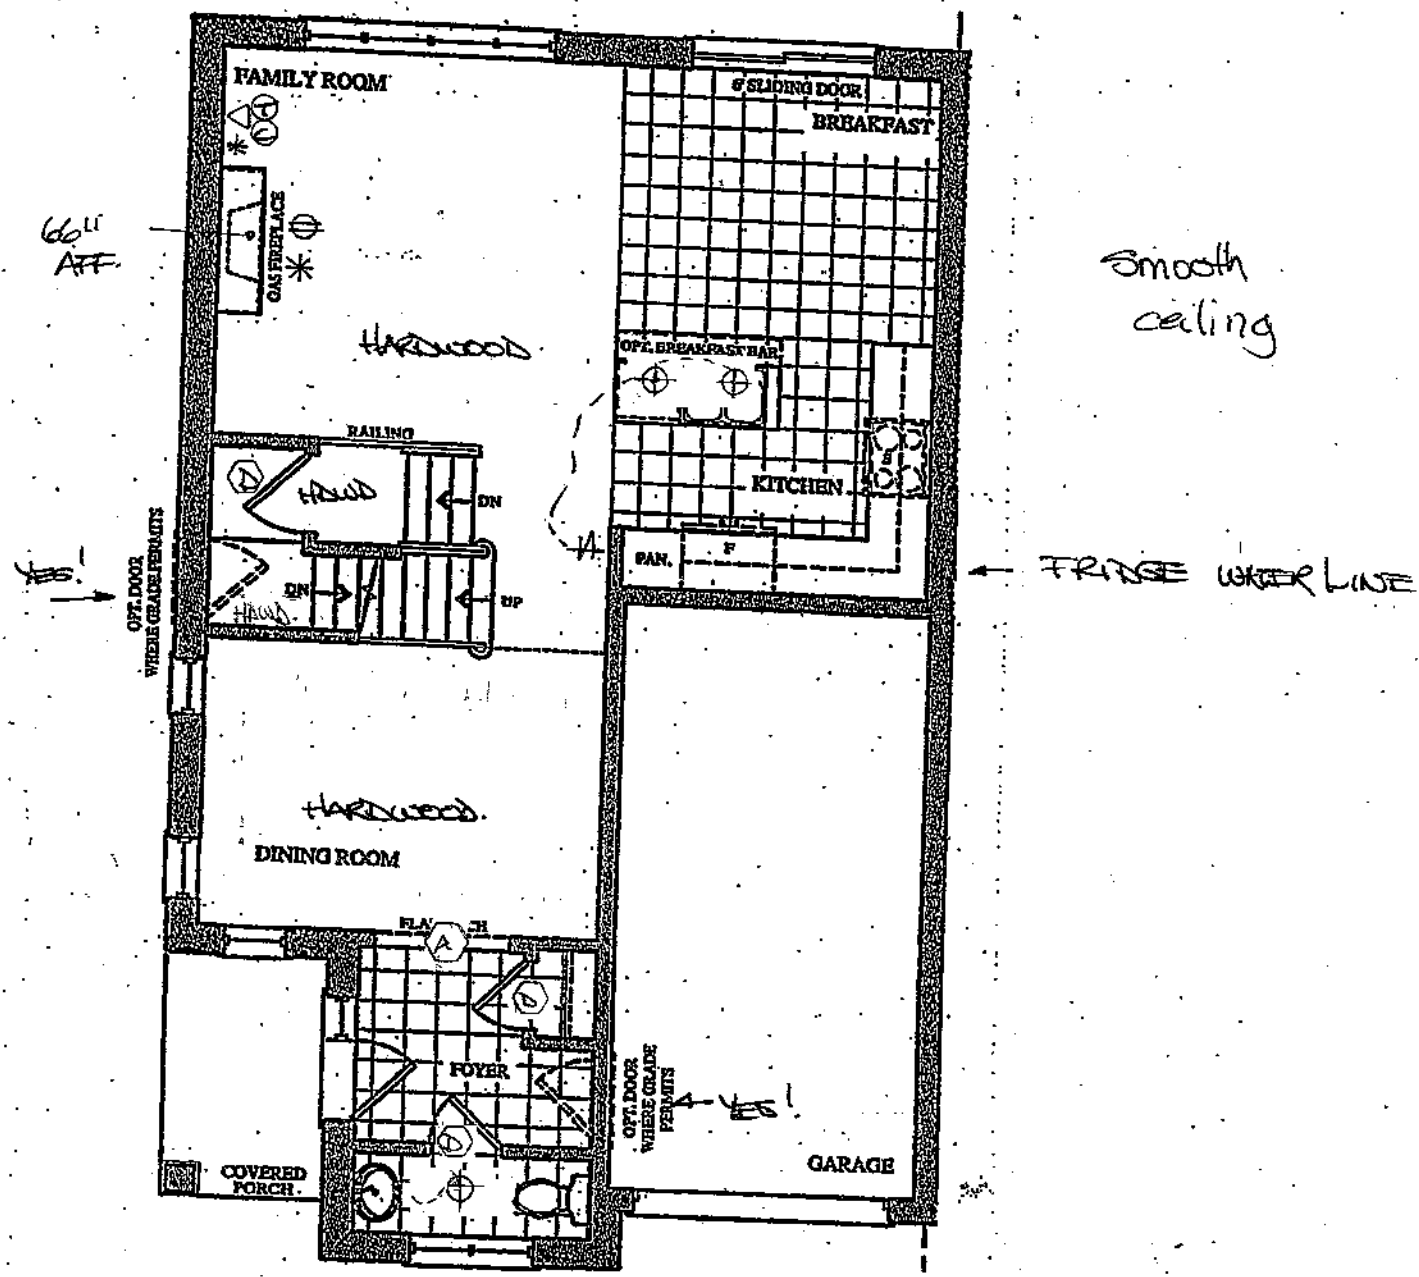 FAMILY ROOM
6' SLIDING DOOR
BREAKFAST
66"
AFF.
GAS FIREPLACE
Smooth
ceiling
HARDWOOD
OPT. BREAKFAST BAR
RAILING
D
HDWD
DN
S
KITCHEN
PAN.
F
FRIDGE WATER LINE
YES!
OPT. DOOR
WHERE GRADE PERMITS
DN
UP
HDWD.
HARDWOOD.
DINING ROOM
A
D
FOYER
OPT. DOOR
WHERE GRADE
PERMITS
YES!
D
GARAGE
COVERED
PORCH